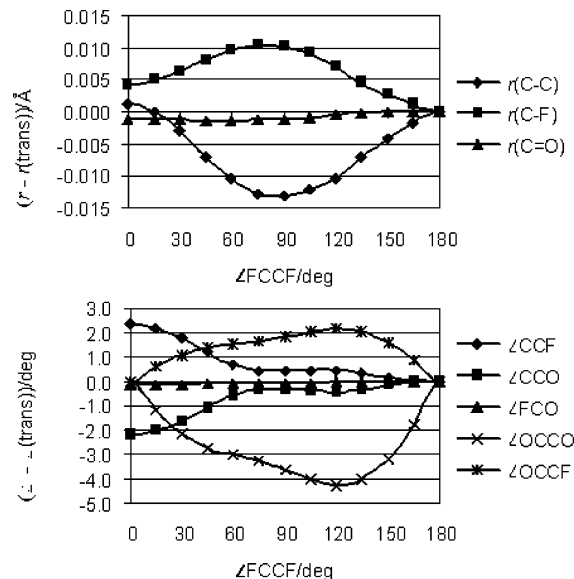 (r - r(trans))/Å
0.015
0.010
0.005
0.000
-0.005
-0.010
-0.015
0 30 60 90 120 150 180
∠FCCF/deg
r(C-C)
r(C-F)
r(C=O)
(∠ - ∠(trans))/deg
3.0
2.0
1.0
0.0
-1.0
-2.0
-3.0
-4.0
-5.0
0 30 60 90 120 150 180
∠FCCF/deg
∠CCF
∠CCO
∠FCO
∠OCCO
∠OCCF